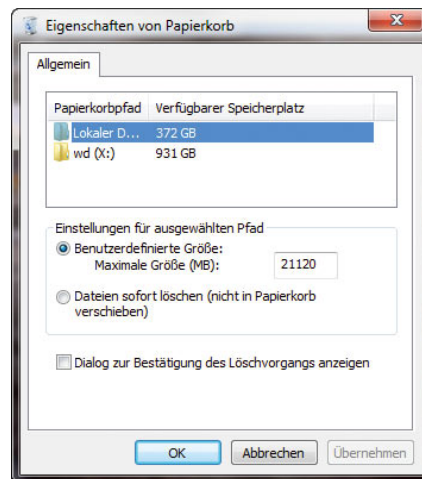 Eigenschaften von Papierkorb
Allgemein
Papierkorbpfad Verfügbarer Speicherplatz
Lokaler D... 372 GB
wd (X:) 931 GB
Einstellungen für ausgewählten Pfad
Benutzerdefinierte Größe:
Maximale Größe (MB): 21120
Dateien sofort löschen (nicht in Papierkorb
verschieben)
Dialog zur Bestätigung des Löschvorgangs anzeigen
OK Abbrechen Übernehmen